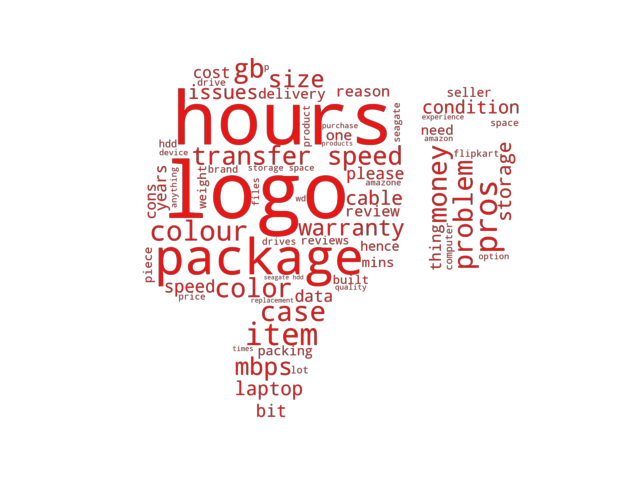 cost
gb
p
size
drive
issues
delivery
reason
hours
product
purchase
one
products
seagate
hdd
device
transfer speed
storage space
brand
please
amazone
years
anything
cons
weight
files
logo
wd
cable
review
warranty
colour
drives
reviews
hence
piece
package
mins
seagate hdd
built
quality
speed
price
color
replacement
data
case
item
times
packing
mbps
lot
laptop
bit
seller
condition
experience
space
need
amazon
flipkart
money
problem
pros
storage
thing
computer
option